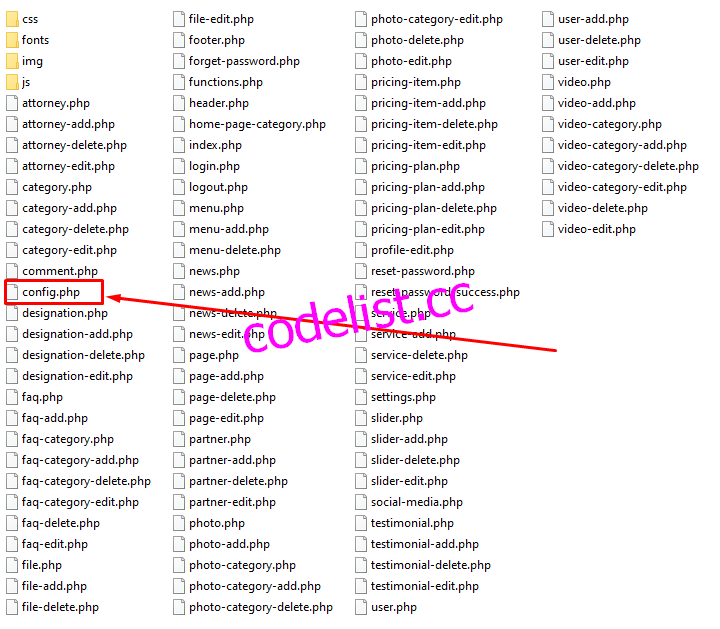 css
fonts
img
js
attorney.php
attorney-add.php
attorney-delete.php
attorney-edit.php
category.php
category-add.php
category-delete.php
category-edit.php
comment.php
config.php
designation.php
designation-add.php
designation-delete.php
designation-edit.php
faq.php
faq-add.php
faq-category.php
faq-category-add.php
faq-category-delete.php
faq-category-edit.php
faq-delete.php
faq-edit.php
file.php
file-add.php
file-delete.php
file-edit.php
footer.php
forget-password.php
functions.php
header.php
home-page-category.php
index.php
login.php
logout.php
menu.php
menu-add.php
menu-delete.php
news.php
news-add.php
news-delete.php
news-edit.php
page.php
page-add.php
page-delete.php
page-edit.php
partner.php
partner-add.php
partner-delete.php
partner-edit.php
photo.php
photo-add.php
photo-category.php
photo-category-add.php
photo-category-delete.php
photo-category-edit.php
photo-delete.php
photo-edit.php
pricing-item.php
pricing-item-add.php
pricing-item-delete.php
pricing-item-edit.php
pricing-plan.php
pricing-plan-add.php
pricing-plan-delete.php
pricing-plan-edit.php
profile-edit.php
reset-password.php
reset-password-success.php
service.php
service-add.php
service-delete.php
service-edit.php
settings.php
slider.php
slider-add.php
slider-delete.php
slider-edit.php
social-media.php
testimonial.php
testimonial-add.php
testimonial-delete.php
testimonial-edit.php
user.php
user-add.php
user-delete.php
user-edit.php
video.php
video-add.php
video-category.php
video-category-add.php
video-category-delete.php
video-category-edit.php
video-delete.php
video-edit.php
codelist.cc